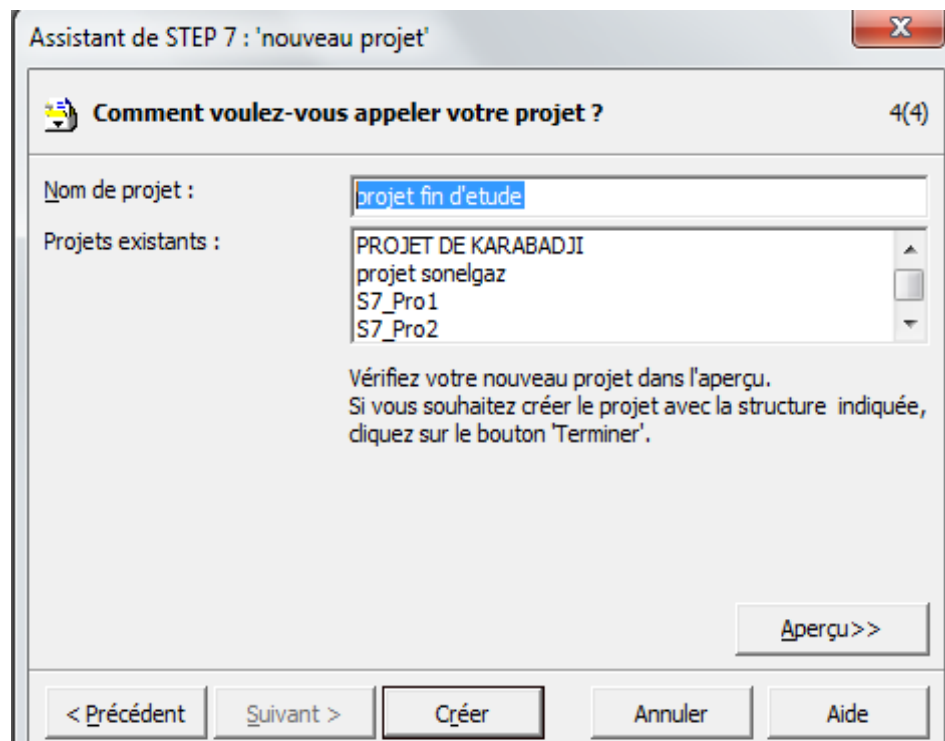 Assistant de STEP 7 : 'nouveau projet'
Comment voulez-vous appeler votre projet ? 4(4)
Nom de projet : projet fin d'etude
Projets existants : PROJET DE KARABADJI
projet sonelgaz
S7_Pro1
S7_Pro2
Vérifiez votre nouveau projet dans l'aperçu.
Si vous souhaitez créer le projet avec la structure indiquée,
cliquez sur le bouton 'Terminer'.
Aperçu>>
< Précédent Suivant > Créer Annuler Aide